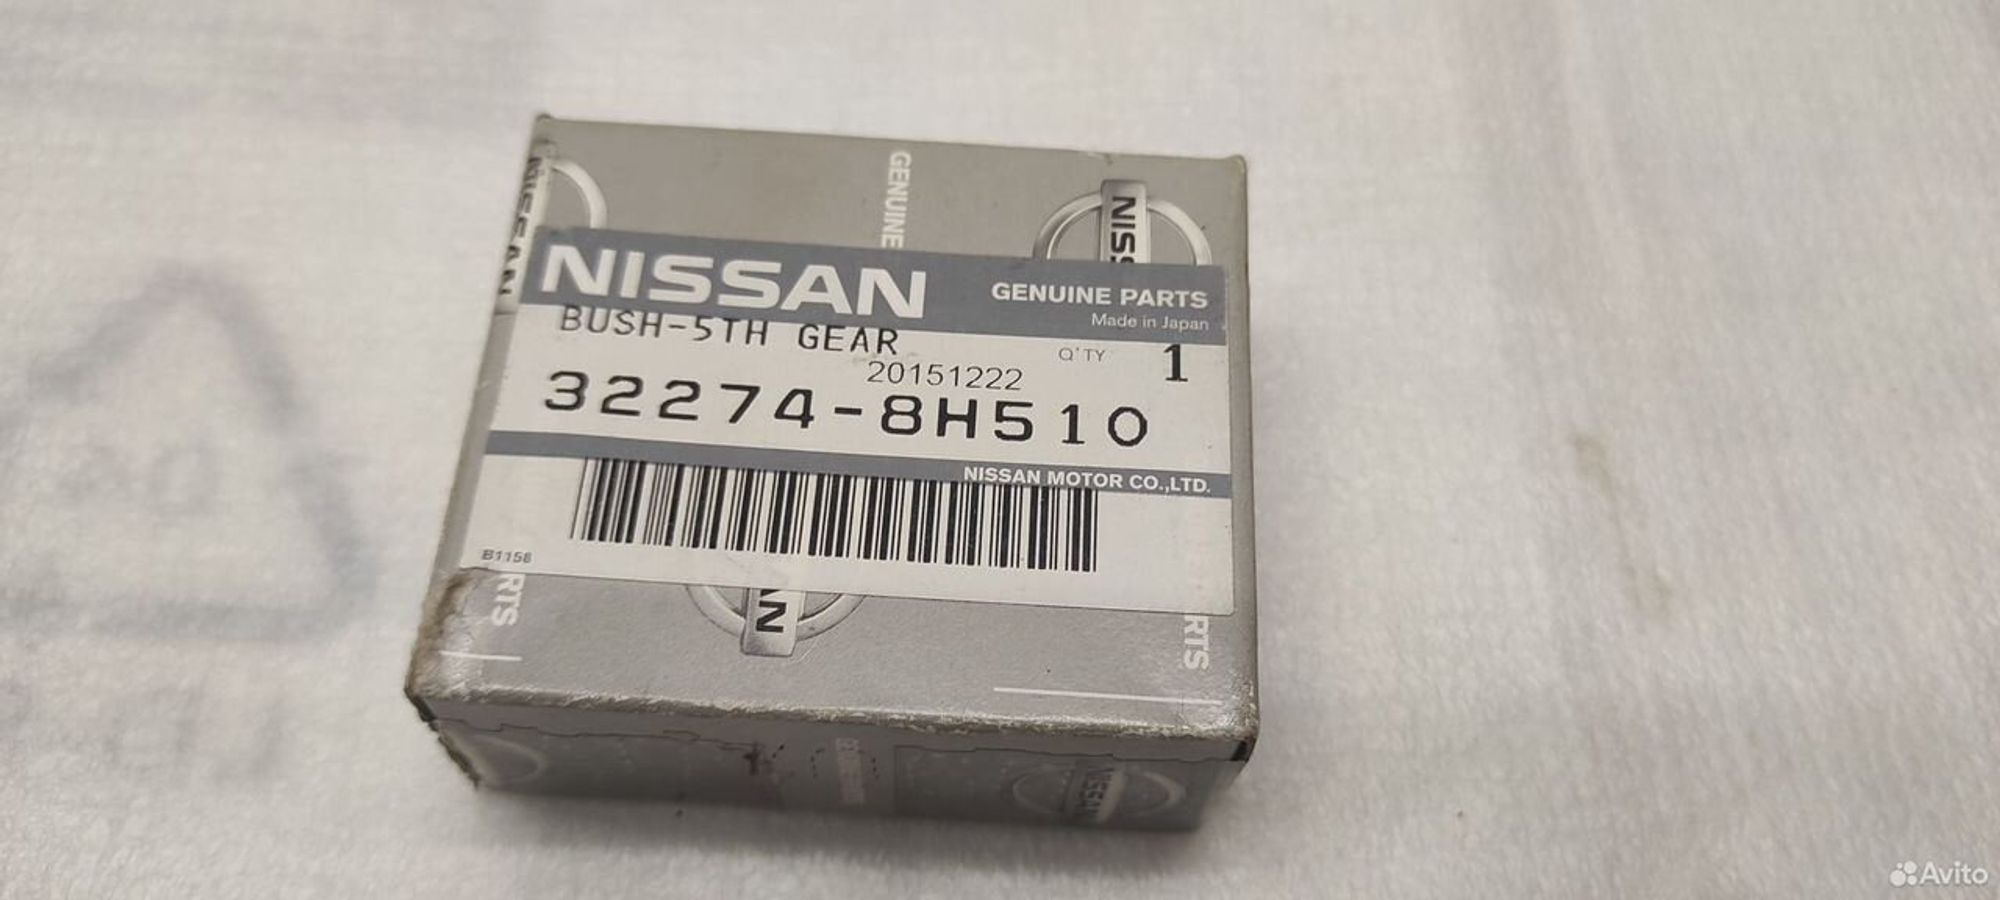 GENUINE
NISSAN
NISSAN
GENUINE PARTS
Made in Japan
BUSH-5TH GEAR
Q'TY 1
20151222
32274-8H510
NISSAN MOTOR CO.,LTD.
B1158
RTS
RTS
NISSAN
Avito